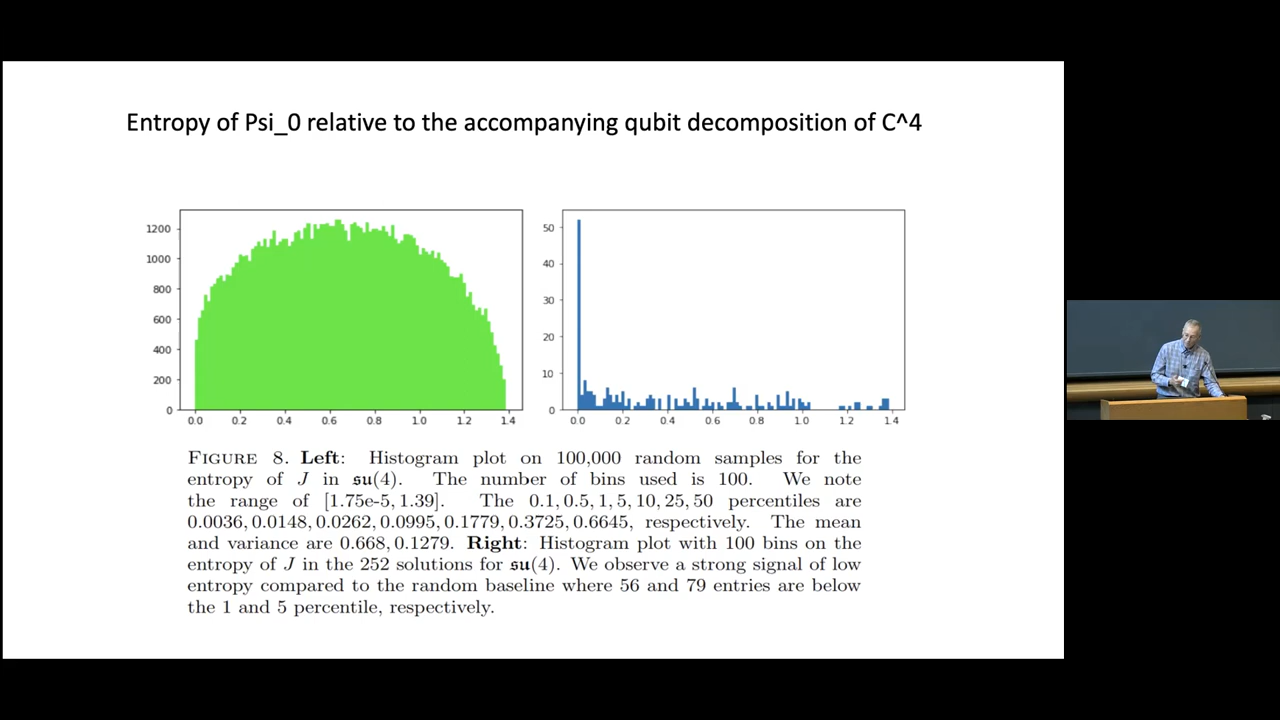 Entropy of Psi_0 relative to the accompanying qubit decomposition of C^4
1200
1000
800
600
400
200
0
0.0 0.2 0.4 0.6 0.8 1.0 1.2 1.4
50
40
30
20
10
0
0.0 0.2 0.4 0.6 0.8 1.0 1.2 1.4
FIGURE 8. Left: Histogram plot on 100,000 random samples for the
entropy of J in 𝔰𝔲(4). The number of bins used is 100. We note
the range of [1.75e-5, 1.39]. The 0.1, 0.5, 1, 5, 10, 25, 50 percentiles are
0.0036, 0.0148, 0.0262, 0.0995, 0.1779, 0.3725, 0.6645, respectively. The mean
and variance are 0.668, 0.1279. Right: Histogram plot with 100 bins on the
entropy of J in the 252 solutions for 𝔰𝔲(4). We observe a strong signal of low
entropy compared to the random baseline where 56 and 79 entries are below
the 1 and 5 percentile, respectively.